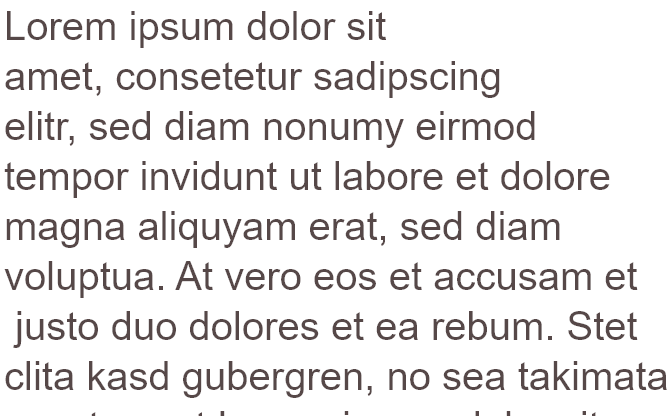 Lorem ipsum dolor sit
amet, consetetur sadipscing
elitr, sed diam nonumy eirmod
tempor invidunt ut labore et dolore
magna aliquyam erat, sed diam
voluptua. At vero eos et accusam et
justo duo dolores et ea rebum. Stet
clita kasd gubergren, no sea takimata